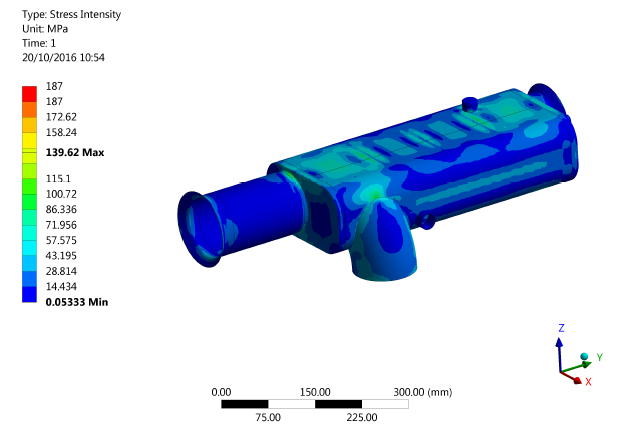 Type: Stress Intensity
Unit: MPa
Time: 1
20/10/2016 10:54
187
187
172.62
158.24
139.62 Max
115.1
100.72
86.336
71.956
57.575
43.195
28.814
14.434
0.05333 Min
Z
Y
X
0.00 150.00 300.00 (mm)
75.00 225.00